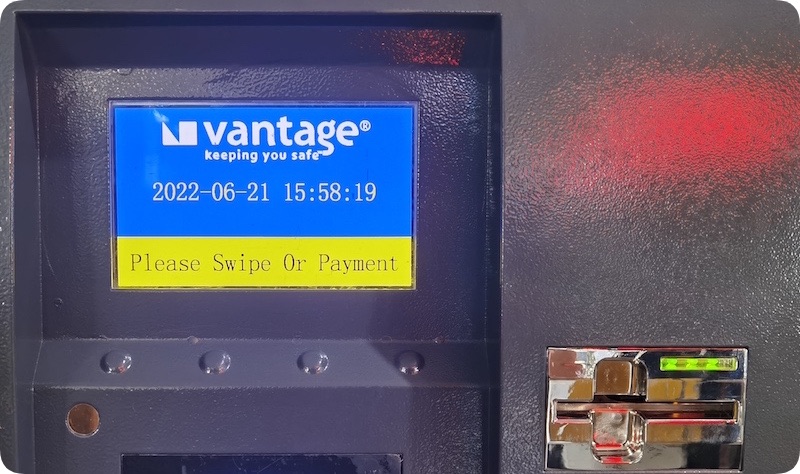 vantage®
keeping you safe
2022-06-21 15:58:19
Please Swipe Or Payment